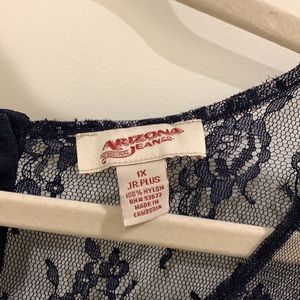 ARIZONA
JEAN CO.
1X
JR.PLUS
100% NYLON
RN# 93677
MADE IN
CAMBODIA